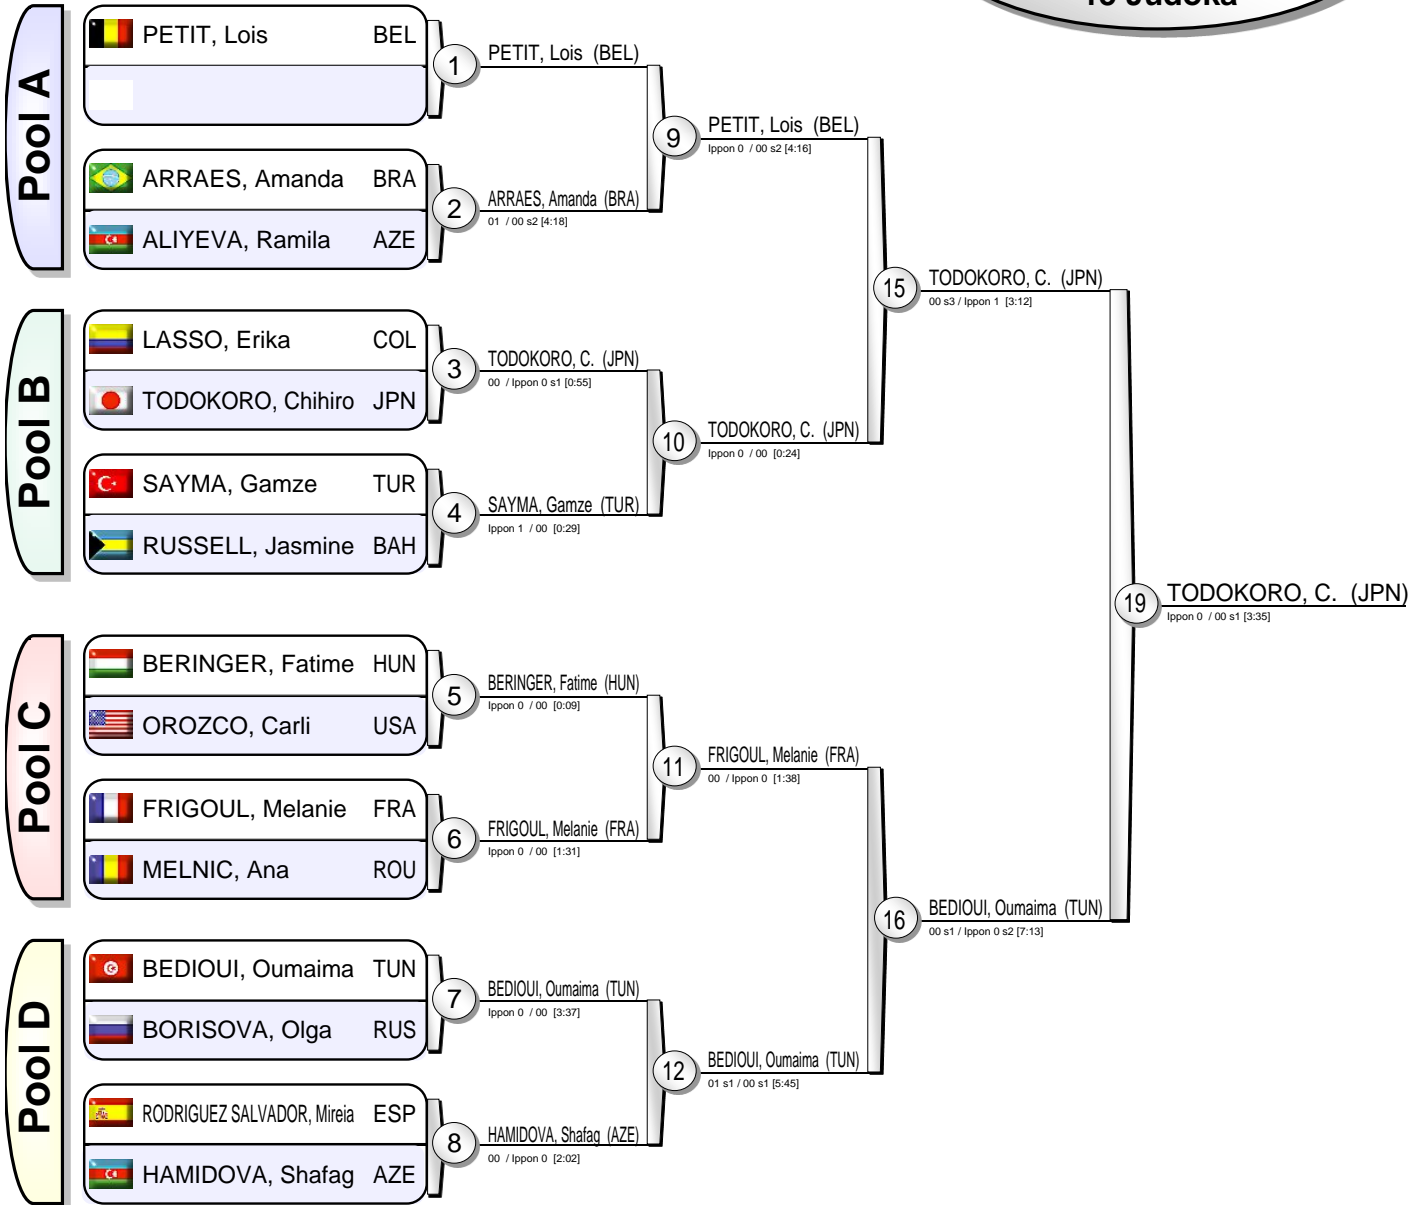 15 Judoka
Pool A
PETIT, Lois BEL
ARRAES, Amanda BRA
ALIYEVA, Ramila AZE
Pool B
LASSO, Erika COL
TODOKORO, Chihiro JPN
SAYMA, Gamze TUR
RUSSELL, Jasmine BAH
Pool C
BERINGER, Fatime HUN
OROZCO, Carli USA
FRIGOUL, Melanie FRA
MELNIC, Ana ROU
Pool D
BEDIOUI, Oumaima TUN
BORISOVA, Olga RUS
RODRIGUEZ SALVADOR, Mireia ESP
HAMIDOVA, Shafag AZE
1 PETIT, Lois (BEL)
2 ARRAES, Amanda (BRA)
01 / 00 s2 [4:18]
3 TODOKORO, C. (JPN)
00 / Ippon 0 s1 [0:55]
4 SAYMA, Gamze (TUR)
Ippon 1 / 00 [0:29]
5 BERINGER, Fatime (HUN)
Ippon 0 / 00 [0:09]
6 FRIGOUL, Melanie (FRA)
Ippon 0 / 00 [1:31]
7 BEDIOUI, Oumaima (TUN)
Ippon 0 / 00 [3:37]
8 HAMIDOVA, Shafag (AZE)
00 / Ippon 0 [2:02]
9 PETIT, Lois (BEL)
Ippon 0 / 00 s2 [4:16]
10 TODOKORO, C. (JPN)
Ippon 0 / 00 [0:24]
11 FRIGOUL, Melanie (FRA)
00 / Ippon 0 [1:38]
12 BEDIOUI, Oumaima (TUN)
01 s1 / 00 s1 [5:45]
15 TODOKORO, C. (JPN)
00 s3 / Ippon 1 [3:12]
16 BEDIOUI, Oumaima (TUN)
00 s1 / Ippon 0 s2 [7:13]
19 TODOKORO, C. (JPN)
Ippon 0 / 00 s1 [3:35]